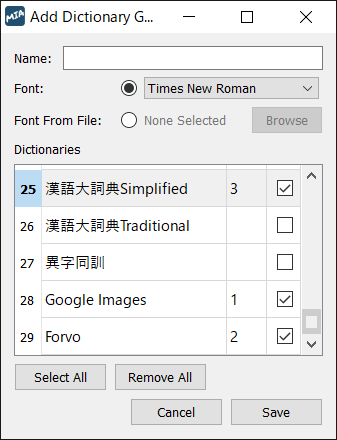 MIA Add Dictionary G...
Name:
Font: Times New Roman
Font From File: None Selected Browse
Dictionaries
25 漢語大詞典Simplified 3
26 漢語大詞典Traditional
27 異字同訓
28 Google Images 1
29 Forvo 2
Select All Remove All
Cancel Save